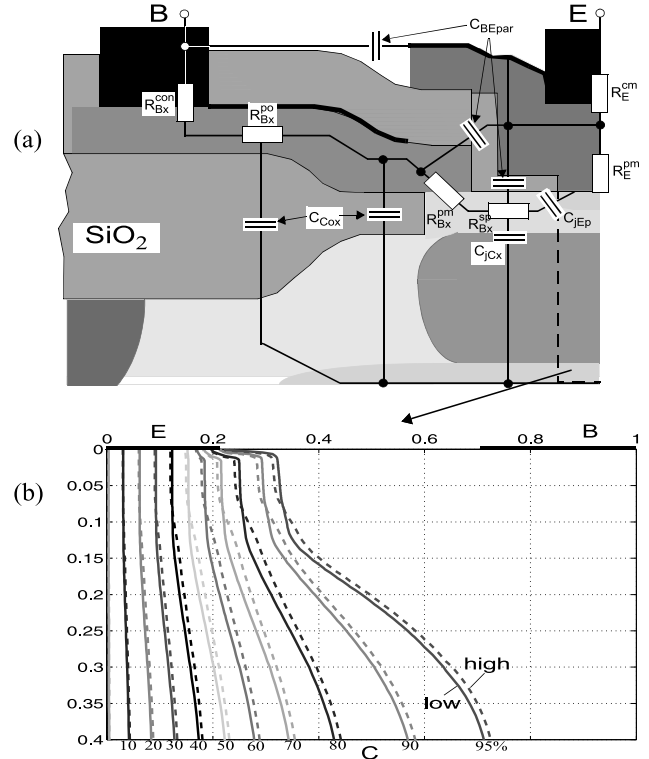 B
E
C_BEpar
R_Bx^con
R_E^cm
R_Bx^po
(a)
R_E^pm
C_Cox
R_Bx^pm
R_Bx^sp
C_jEp
SiO₂
C_jCx
E
B
0 0.2 0.4 0.6 0.8 1
0
0.05
(b)
0.1
0.15
0.2
0.25
0.3
high
low
0.35
0.4
10 20 30 40 50 60 70 80 90 95%
C